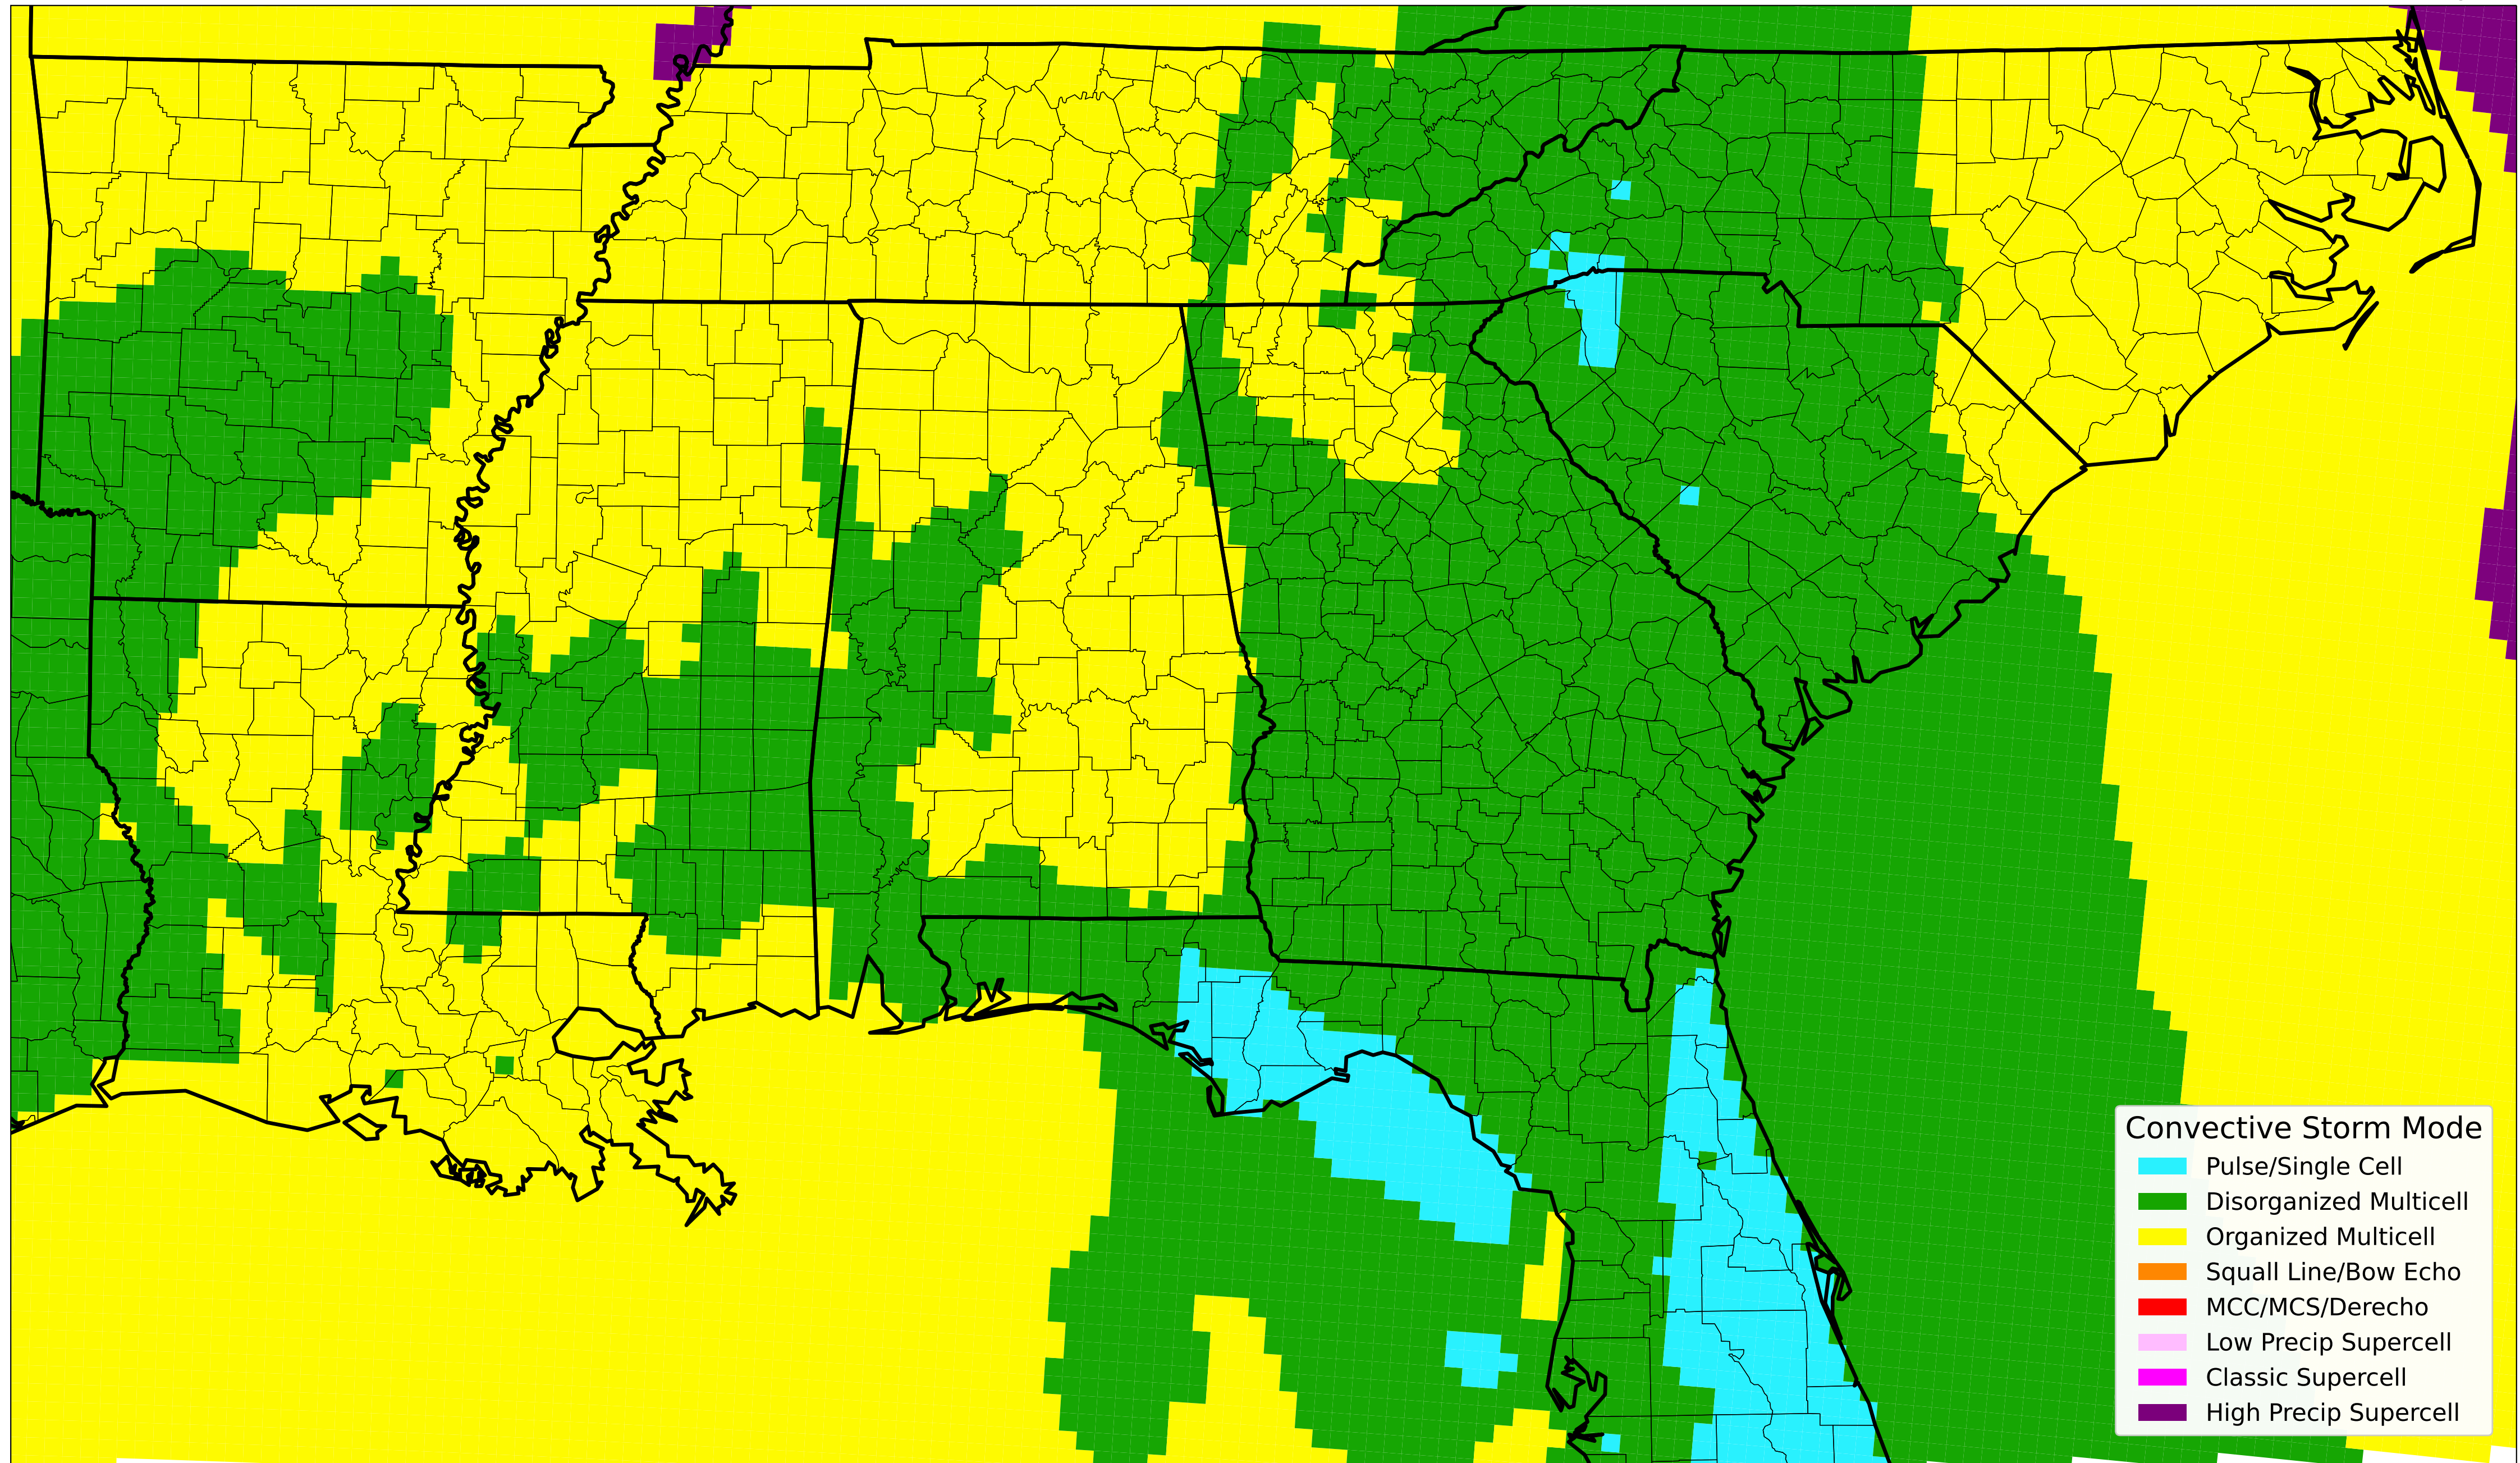 Convective Storm Mode
Pulse/Single Cell
Disorganized Multicell
Organized Multicell
Squall Line/Bow Echo
MCC/MCS/Derecho
Low Precip Supercell
Classic Supercell
High Precip Supercell